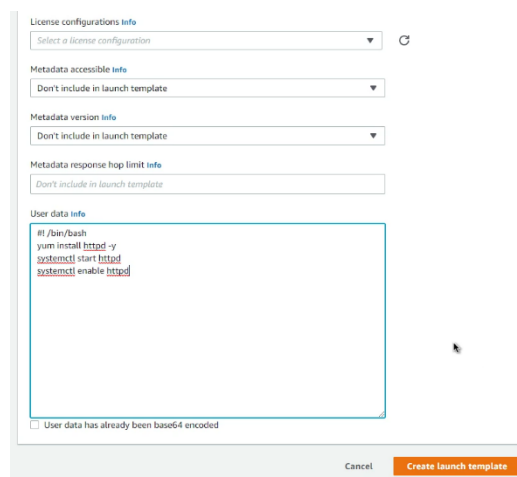 License configurations Info
Select a license configuration
Metadata accessible Info
Don't include in launch template
Metadata version Info
Don't include in launch template
Metadata response hop limit Info
Don't include in launch template
User data Info
#! /bin/bash
yum install httpd -y
systemctl start httpd
systemctl enable httpd
User data has already been base64 encoded
Cancel Create launch template